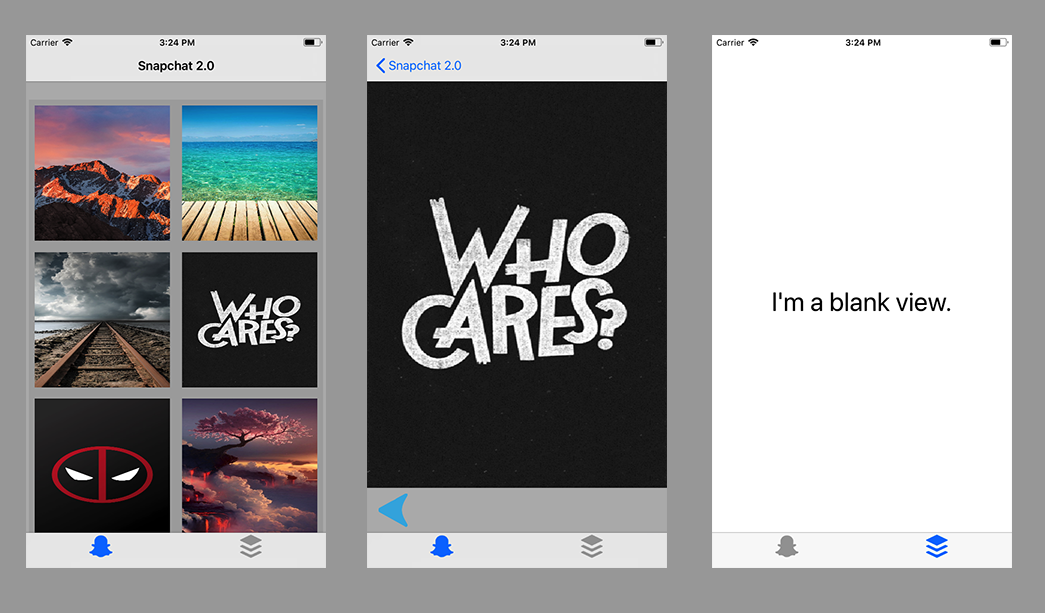 Carrier 3:24 PM
Snapchat 2.0
WHO
CARES?
Carrier 3:24 PM
Snapchat 2.0
WHO
CARES?
Carrier 3:24 PM
I'm a blank view.